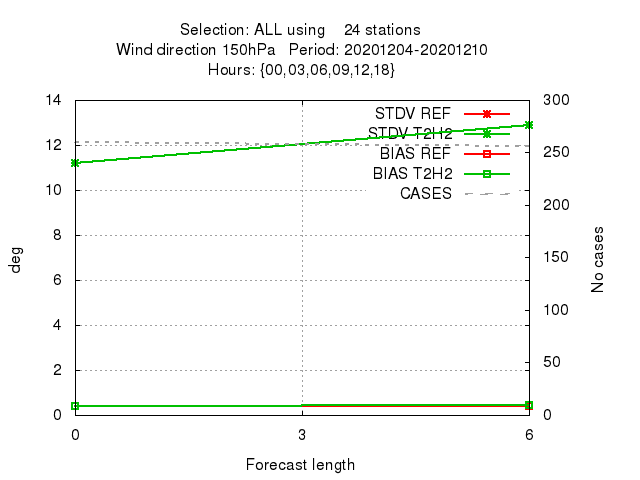 Selection: ALL using    24 stations
Wind direction 150hPa   Period: 20201204-20201210
Hours: {00,03,06,09,12,18}
14
300
STDV REF
STDV T2H2
12
250
BIAS REF
BIAS T2H2
10
200
CASES
8
150
deg
No cases
6
100
4
50
2
0
0
0
3
6
Forecast length